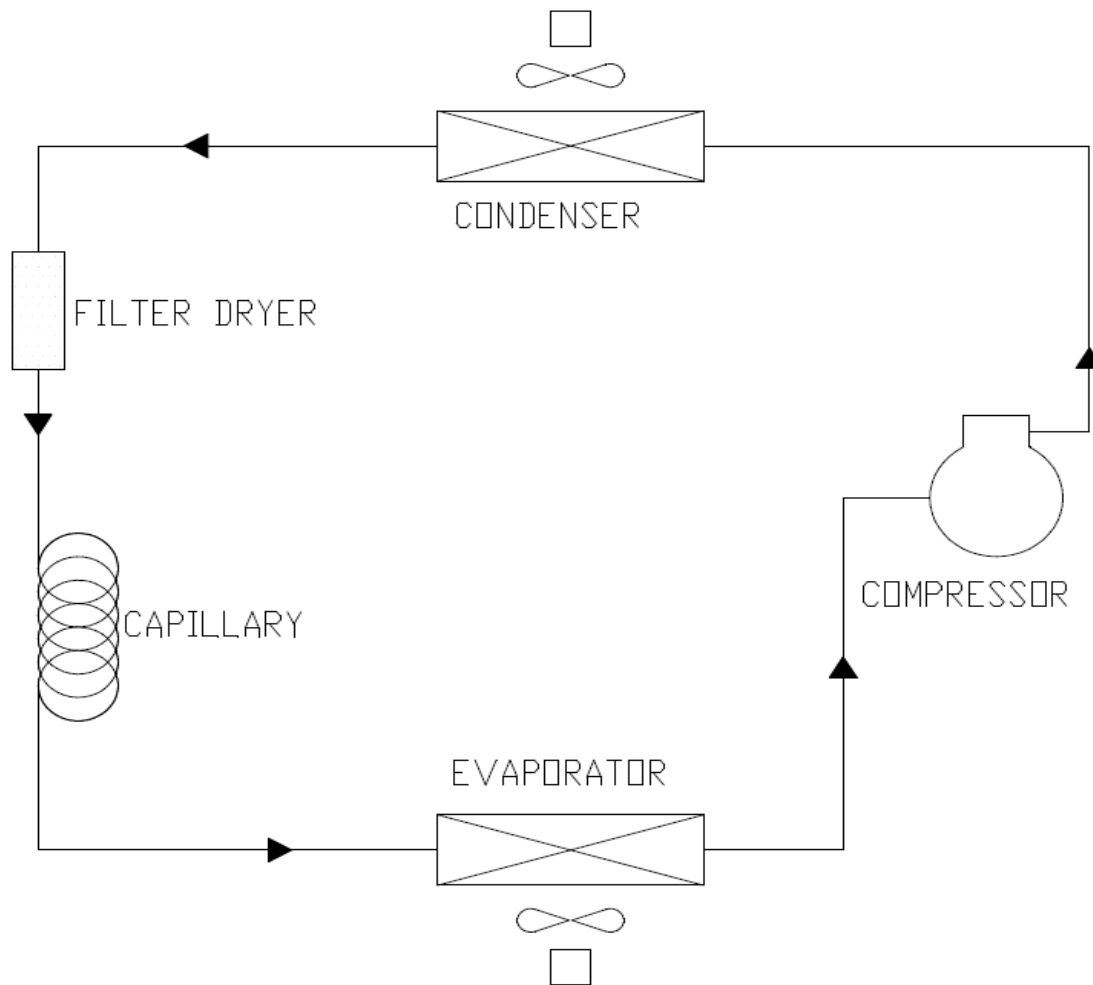 CONDENSER
FILTER DRYER
COMPRESSOR
CAPILLARY
EVAPORATOR